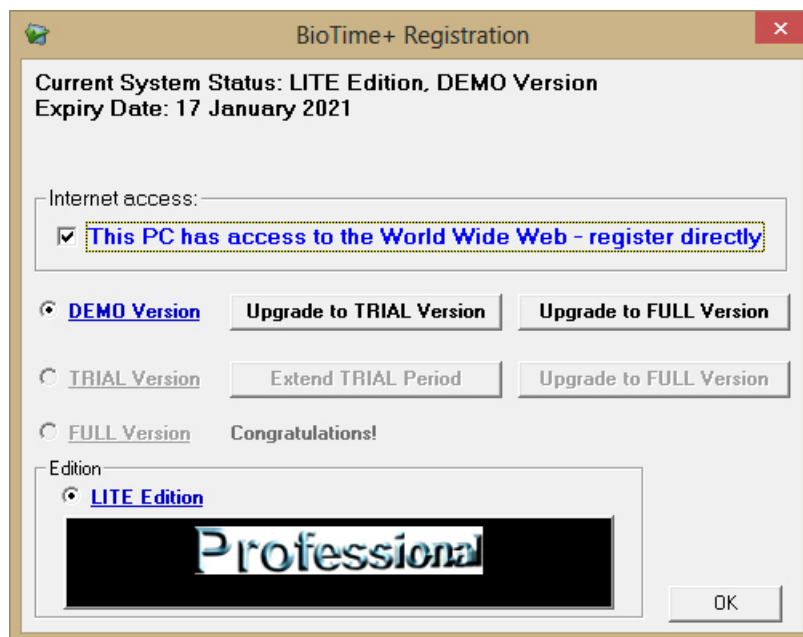 BioTime+ Registration
Current System Status: LITE Edition, DEMO Version
Expiry Date: 17 January 2021
Internet access:
This PC has access to the World Wide Web - register directly
DEMO Version Upgrade to TRIAL Version Upgrade to FULL Version
TRIAL Version Extend TRIAL Period Upgrade to FULL Version
FULL Version Congratulations!
Edition
LITE Edition
Professional
OK